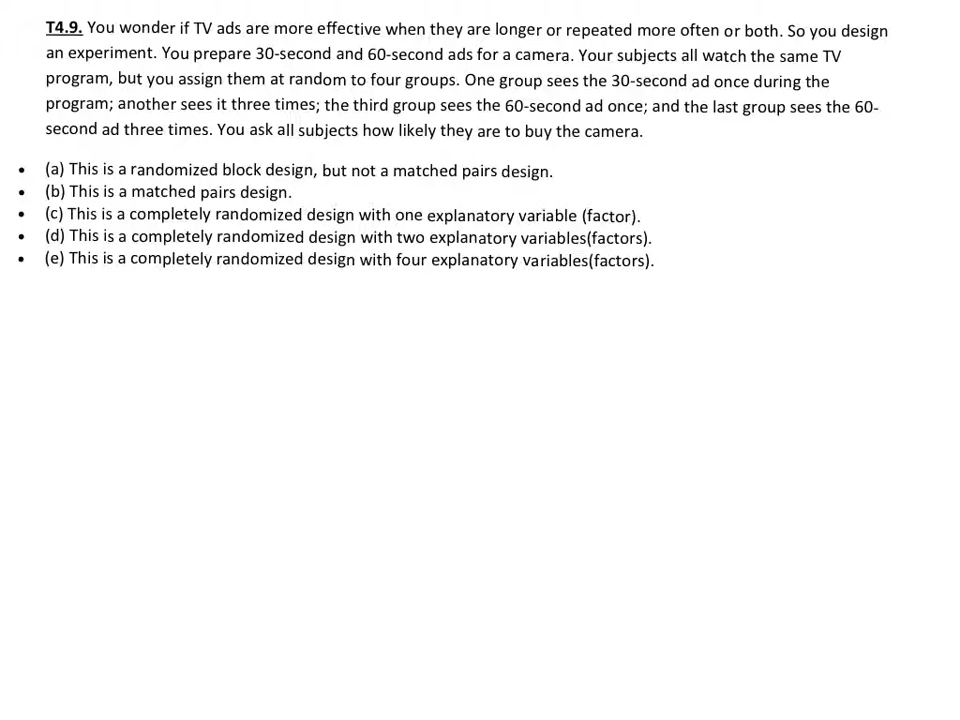 T4.9. You wonder if TV ads are more effective when they are longer or repeated more often or both. So you design
an experiment. You prepare 30-second and 60-second ads for a camera. Your subjects all watch the same TV
program, but you assign them at random to four groups. One group sees the 30-second ad once during the
program; another sees it three times; the third group sees the 60-second ad once; and the last group sees the 60-
second ad three times. You ask all subjects how likely they are to buy the camera.
• (a) This is a randomized block design, but not a matched pairs design.
• (b) This is a matched pairs design.
• (c) This is a completely randomized design with one explanatory variable (factor).
• (d) This is a completely randomized design with two explanatory variables(factors).
• (e) This is a completely randomized design with four explanatory variables(factors).